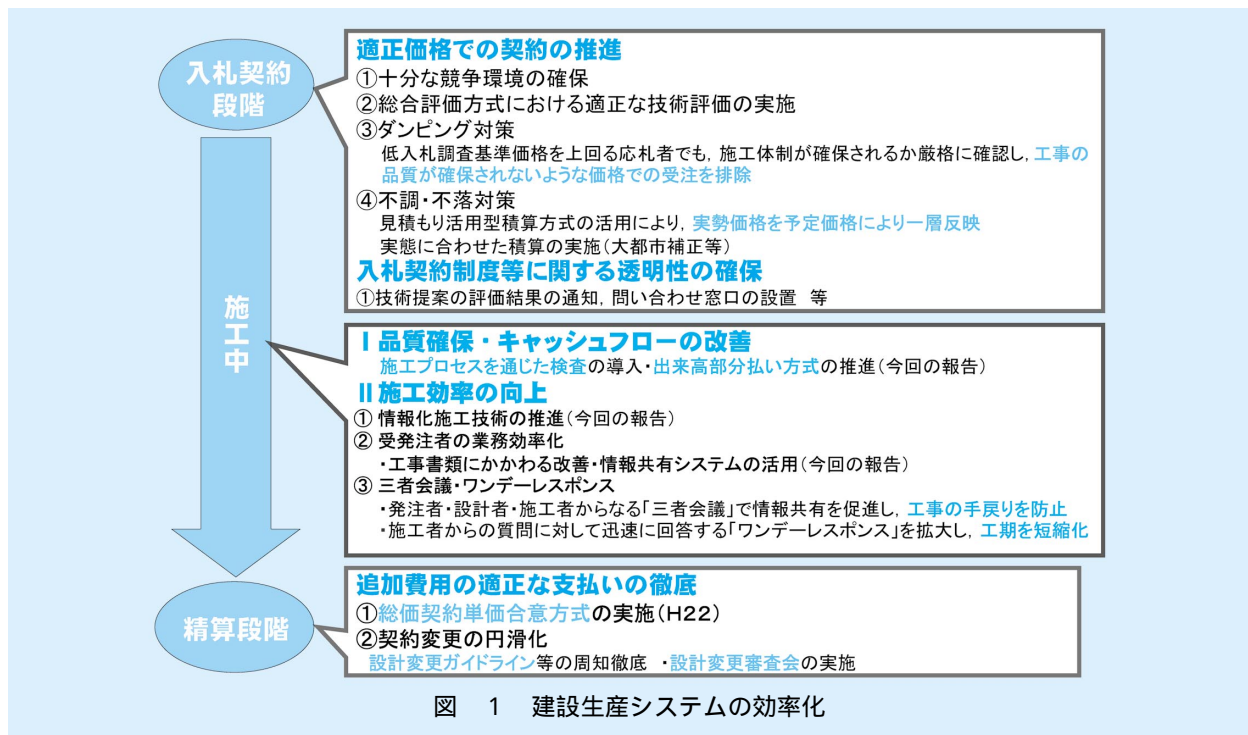 入札契約
段階
適正価格での契約の推進
①十分な競争環境の確保
②総合評価方式における適正な技術評価の実施
③ダンピング対策
低入札調査基準価格を上回る応札者でも，施工体制が確保されるか厳格に確認し，工事の
品質が確保されないような価格での受注を排除
④不調・不落対策
見積もり活用型積算方式の活用により，実勢価格を予定価格により一層反映
実態に合わせた積算の実施（大都市補正等）
入札契約制度等に関する透明性の確保
①技術提案の評価結果の通知，問い合わせ窓口の設置　等
施工中
Ⅰ品質確保・キャッシュフローの改善
施工プロセスを通じた検査の導入・出来高部分払い方式の推進（今回の報告）
Ⅱ施工効率の向上
① 情報化施工技術の推進（今回の報告）
② 受発注者の業務効率化
・工事書類にかかわる改善・情報共有システムの活用（今回の報告）
③ 三者会議・ワンデーレスポンス
・発注者・設計者・施工者からなる「三者会議」で情報共有を促進し，工事の手戻りを防止
・施工者からの質問に対して迅速に回答する「ワンデーレスポンス」を拡大し，工期を短縮化
精算段階
追加費用の適正な支払いの徹底
①総価契約単価合意方式の実施（H22）
②契約変更の円滑化
設計変更ガイドライン等の周知徹底　・設計変更審査会の実施
図　1　建設生産システムの効率化